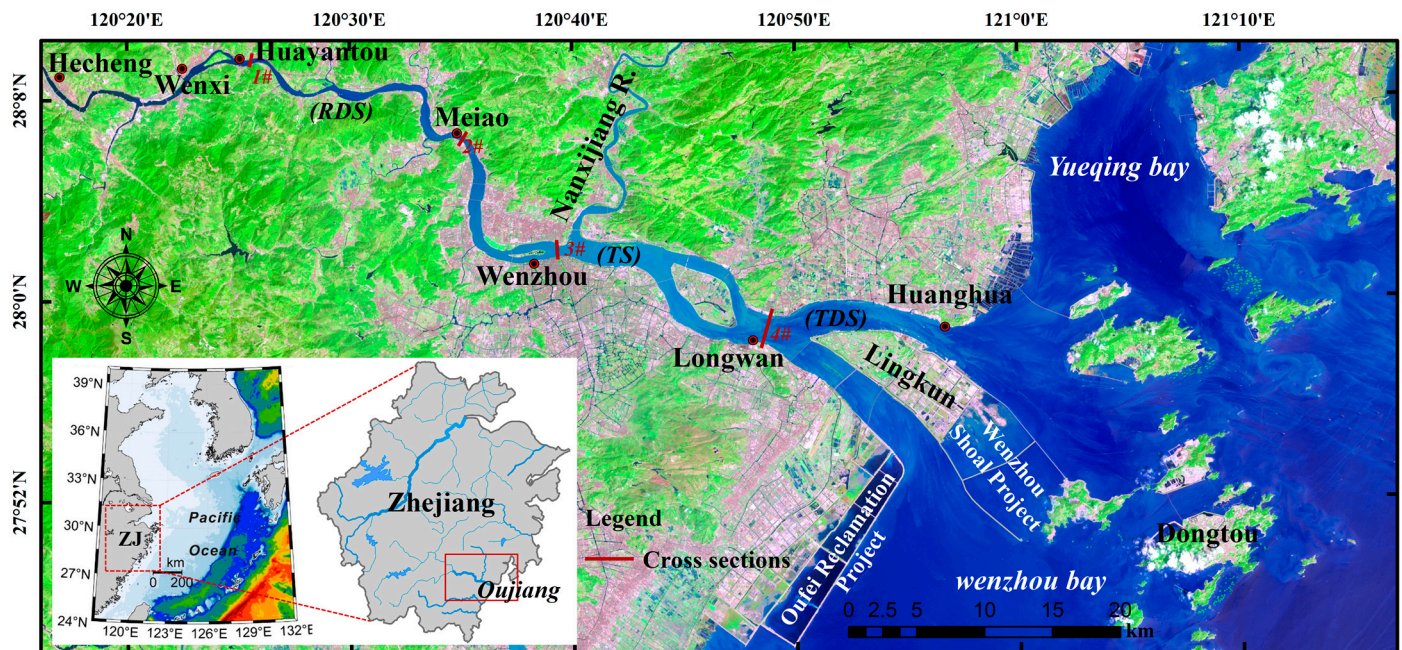 120°20'E 120°30'E 120°40'E 120°50'E 121°0'E 121°10'E
28°8'N
28°0'N
27°52'N
Hecheng
Wenxi
Huayantou
1#
(RDS)
Meiao
2#
Nanxijiang R.
Yueqing bay
N
W E
S
3#
(TS)
Wenzhou
Huanghua
(TDS)
4#
Longwan
Lingkun
Wenzhou
Shoal Project
Oufei Reclamation
Project
Dongtou
wenzhou bay
Legend
Cross sections
0 2.5 5 10 15 20
km
39°N
36°N
33°N
30°N
27°N
24°N
Pacific
Ocean
ZJ
km
0 200
120°E 123°E 126°E 129°E 132°E
Zhejiang
Oujiang